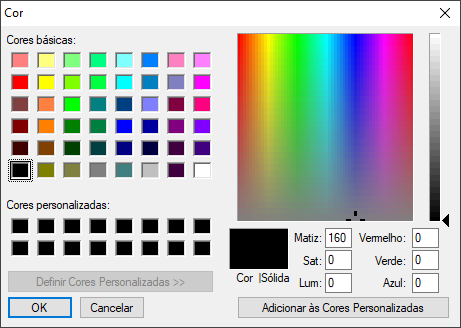 Cor
Cores básicas:
Cores personalizadas:
Definir Cores Personalizadas >>
OK
Cancelar
Cor |Sólida
Matiz: 160
Sat: 0
Lum: 0
Vermelho: 0
Verde: 0
Azul: 0
Adicionar às Cores Personalizadas